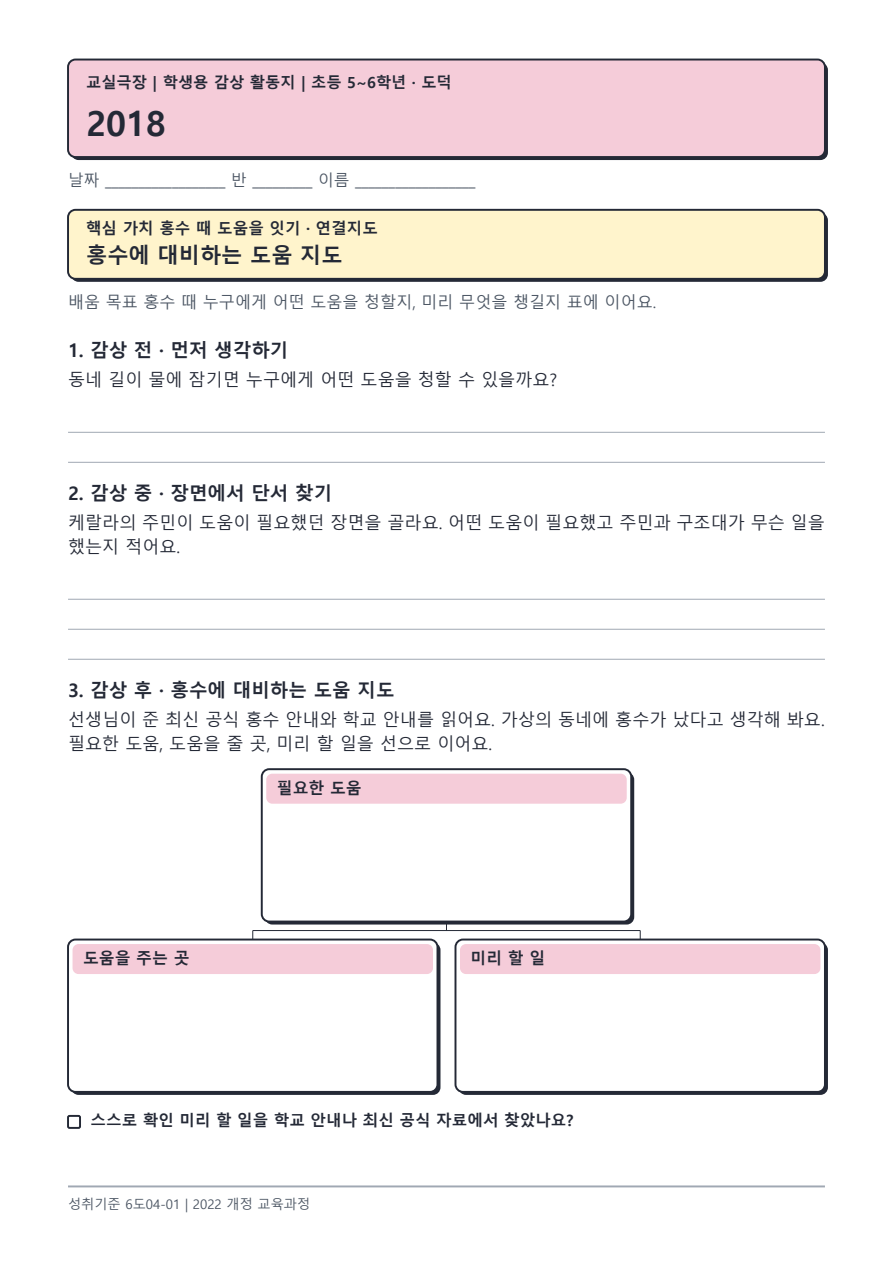 교실극장 | 학생용 감상 활동지 | 초등 5~6학년 · 도덕
2018
날짜 ______________ 반 _______ 이름 ______________
핵심 가치 홍수 때 도움을 잇기 · 연결지도
홍수에 대비하는 도움 지도
배움 목표 홍수 때 누구에게 어떤 도움을 청할지, 미리 무엇을 챙길지 표에 이어요.
1. 감상 전 · 먼저 생각하기
동네 길이 물에 잠기면 누구에게 어떤 도움을 청할 수 있을까요?
2. 감상 중 · 장면에서 단서 찾기
케랄라의 주민이 도움이 필요했던 장면을 골라요. 어떤 도움이 필요했고 주민과 구조대가 무슨 일을
했는지 적어요.
3. 감상 후 · 홍수에 대비하는 도움 지도
선생님이 준 최신 공식 홍수 안내와 학교 안내를 읽어요. 가상의 동네에 홍수가 났다고 생각해 봐요.
필요한 도움, 도움을 줄 곳, 미리 할 일을 선으로 이어요.
필요한 도움
도움을 주는 곳
미리 할 일
스스로 확인 미리 할 일을 학교 안내나 최신 공식 자료에서 찾았나요?
성취기준 6도04-01 | 2022 개정 교육과정